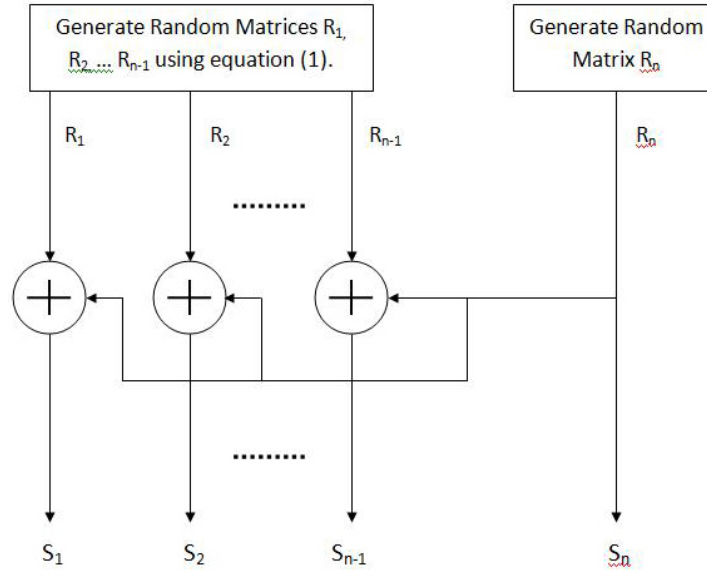 Generate Random Matrices R1,
R2, ... Rn-1 using equation (1).
Generate Random
Matrix Rn
R1
R2
Rn-1
Rn
S1
S2
Sn-1
Sn